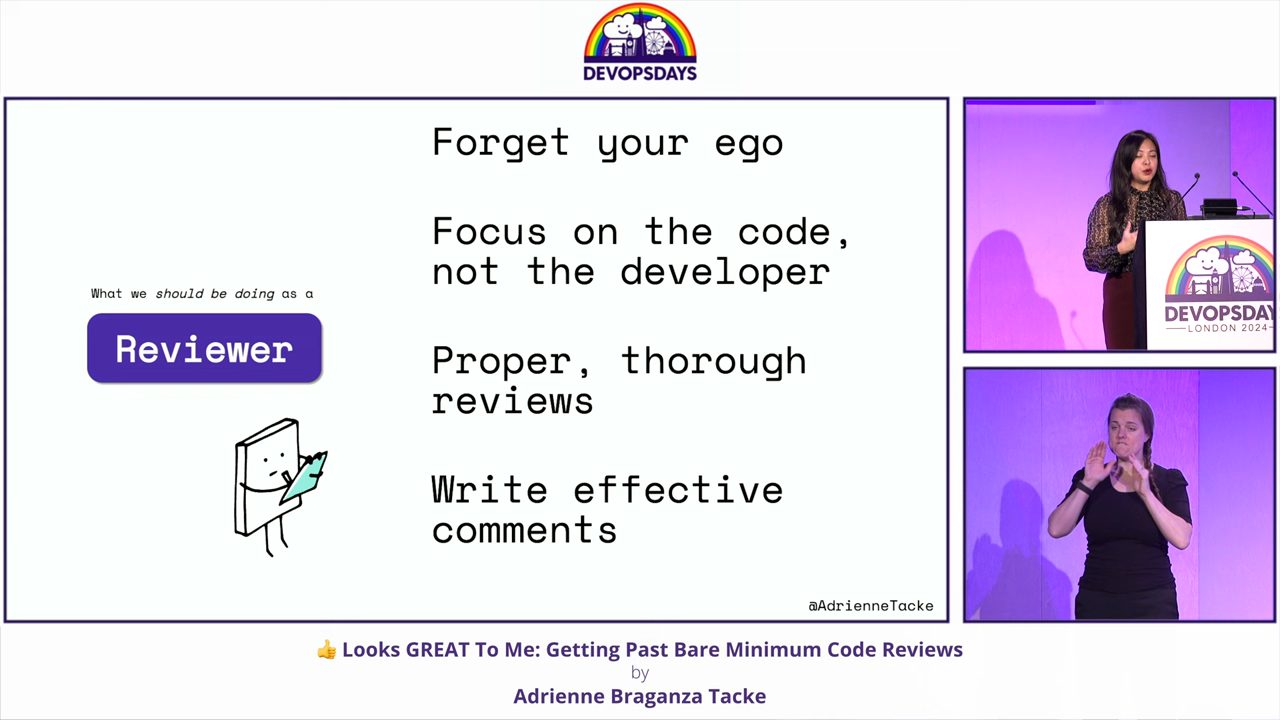 DEVOPSDAYS
What we should be doing as a
Reviewer
Forget your ego
Focus on the code,
not the developer
Proper, thorough
reviews
Write effective
comments
@AdrienneTacke
DEVOPSDAY
LONDON 2024
👍 Looks GREAT To Me: Getting Past Bare Minimum Code Reviews
by
Adrienne Braganza Tacke